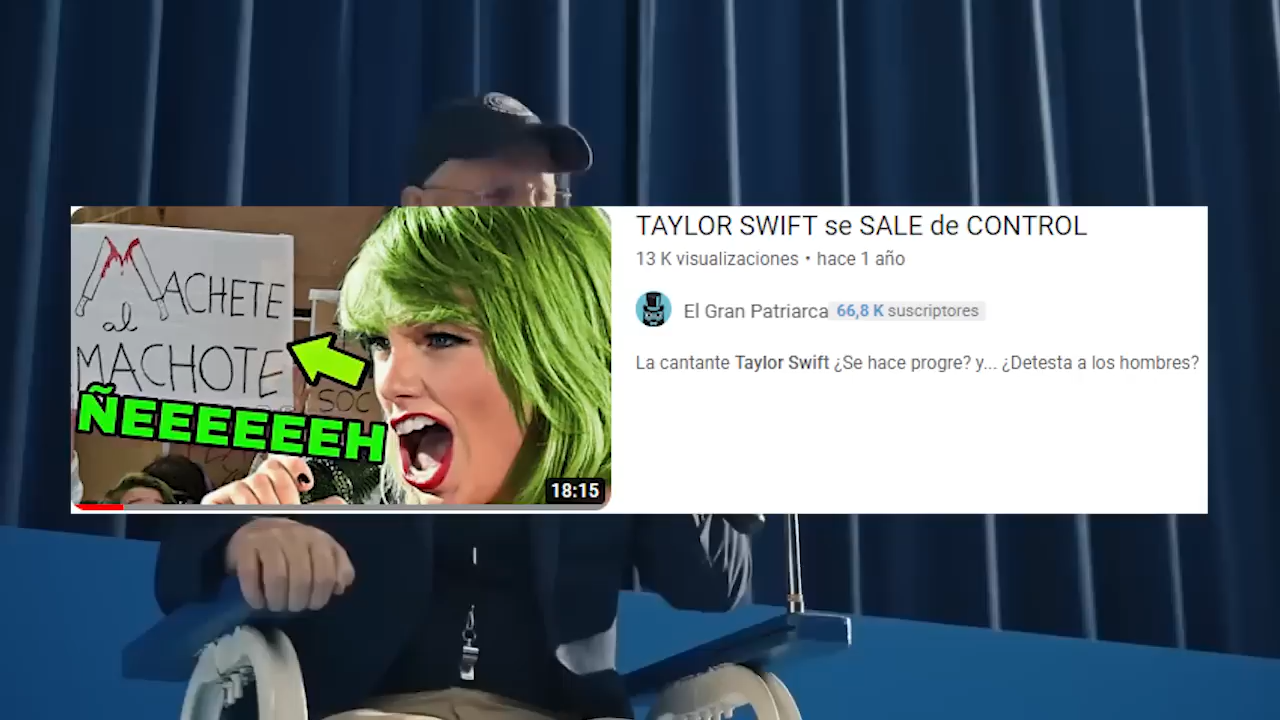 MACHETE
al
MACHOTE
SOC
ÑEEEEEEH
18:15
TAYLOR SWIFT se SALE de CONTROL
13 K visualizaciones • hace 1 año
El Gran Patriarca 66,8 K suscriptores
La cantante Taylor Swift ¿Se hace progre? y... ¿Detesta a los hombres?